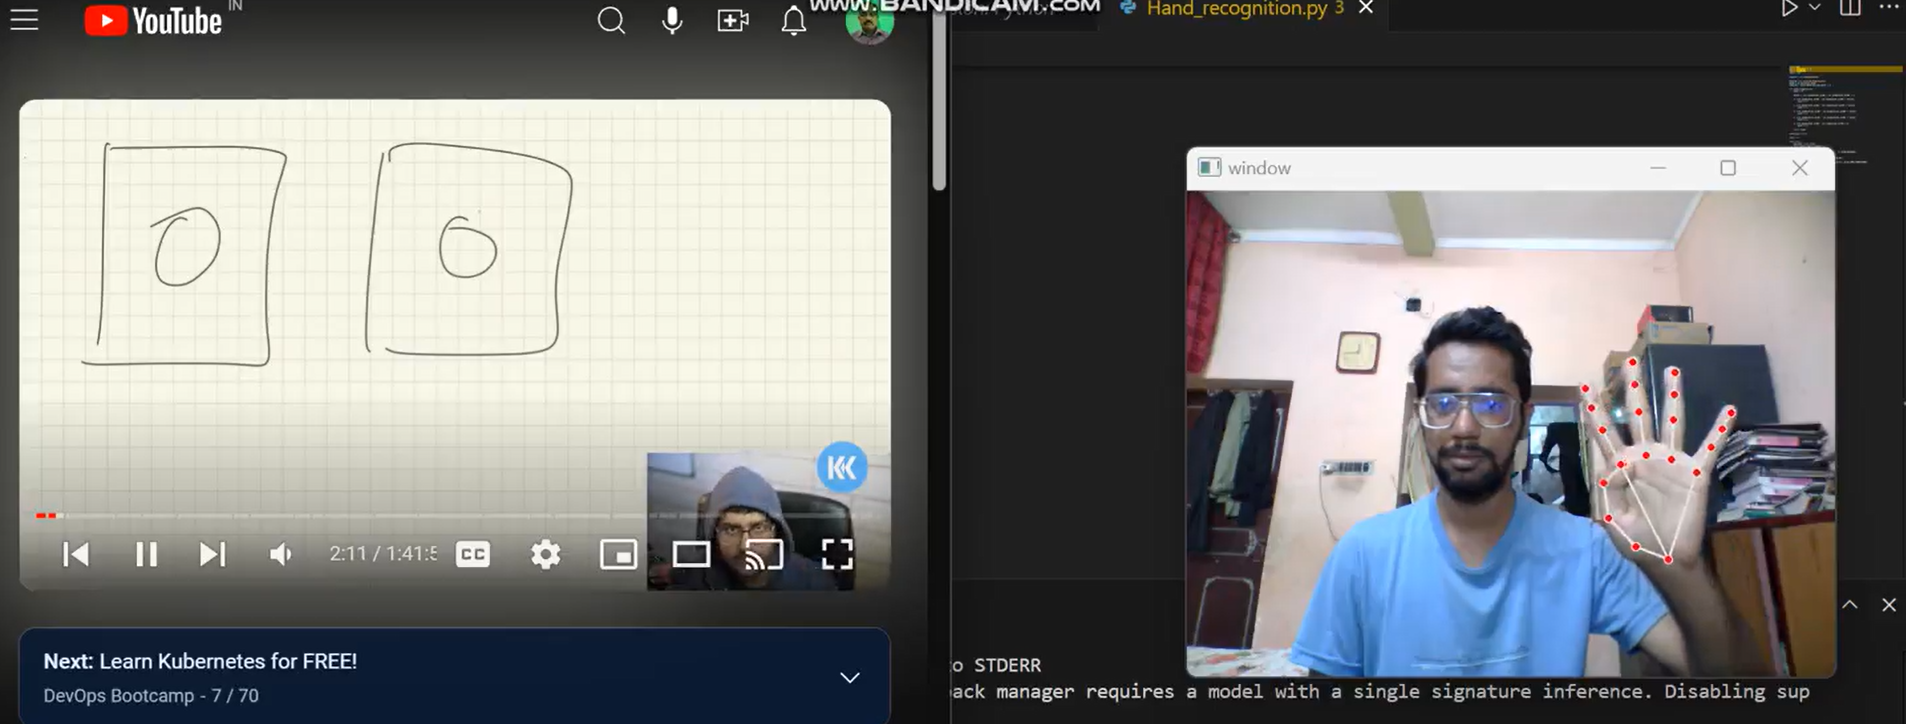 www.BANDICAM.com
YouTube
IN
Hand_recognition.py 3
window
CC
2:11 / 1:41:5
Next: Learn Kubernetes for FREE!
DevOps Bootcamp - 7 / 70
o STDERR
ack manager requires a model with a single signature inference. Disabling sup